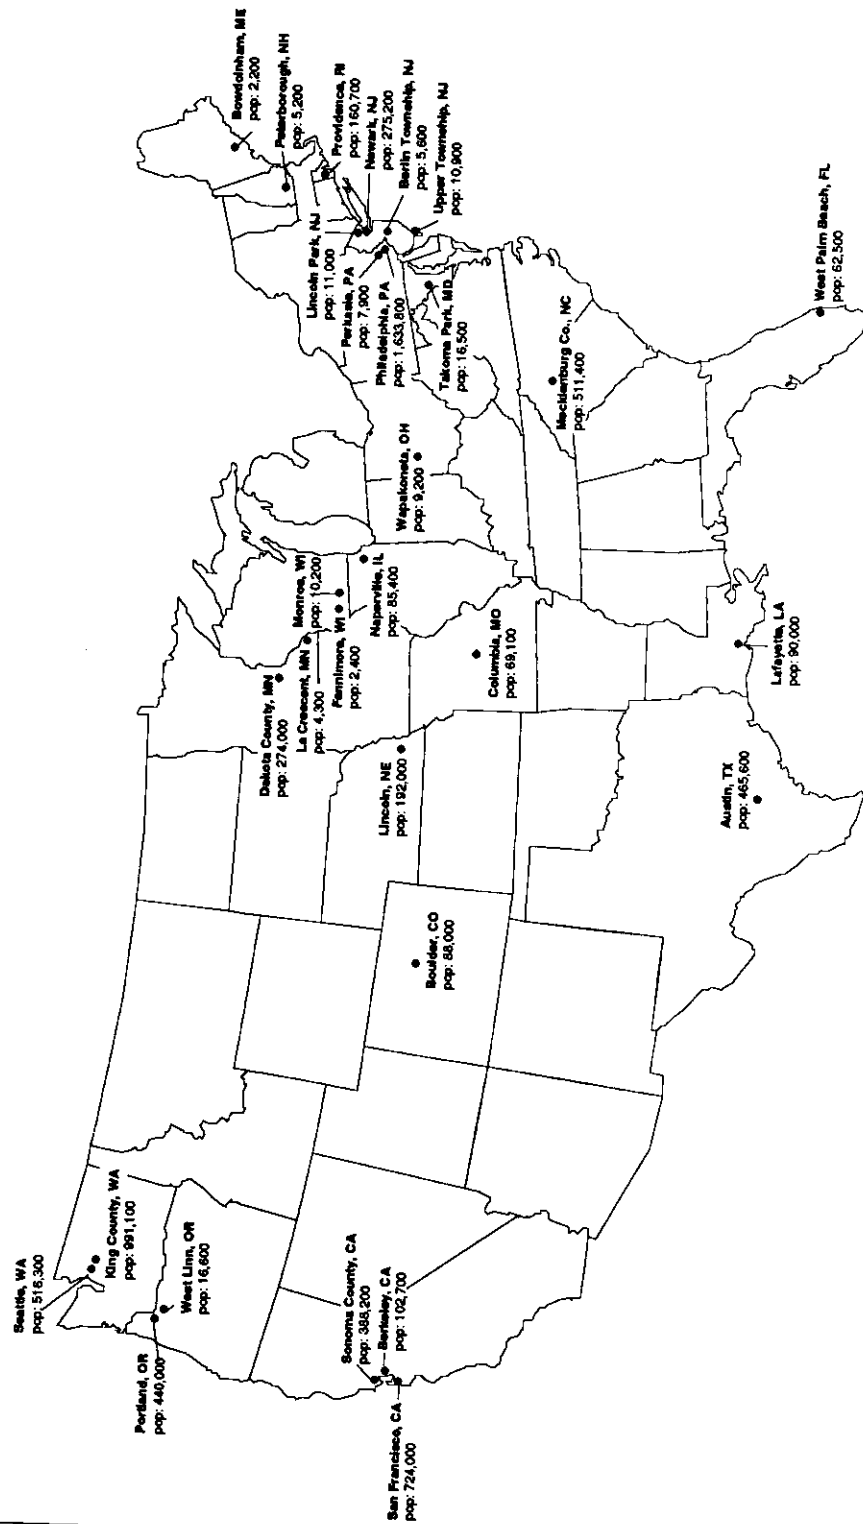 Seattle, WA
pop: 516,300
King County, WA
pop: 991,100
Portland, OR
pop: 440,000
West Linn, OR
pop: 16,600
Sonoma County, CA
pop: 388,200
Berkeley, CA
pop: 102,700
San Francisco, CA
pop: 724,000
Boulder, CO
pop: 88,000
Lincoln, NE
pop: 192,000
Dakota County, MN
pop: 274,000
La Crescent, MN
pop: 4,300
Monroe, WI
pop: 10,200
Fennimore, WI
pop: 2,400
Naperville, IL
pop: 85,400
Columbia, MO
pop: 69,100
Austin, TX
pop: 465,600
Lafayette, LA
pop: 90,000
Wapakoneta, OH
pop: 9,200
Lincoln Park, NJ
pop: 11,000
Perkasie, PA
pop: 7,900
Philadelphia, PA
pop: 1,633,800
Takoma Park, MD
pop: 16,500
Mecklenburg Co., NC
pop: 511,400
West Palm Beach, FL
pop: 62,500
Bowdoinham, ME
pop: 2,200
Peterborough, NH
pop: 5,200
Providence, RI
pop: 160,700
Newark, NJ
pop: 275,200
Berlin Township, NJ
pop: 5,600
Upper Township, NJ
pop: 10,900